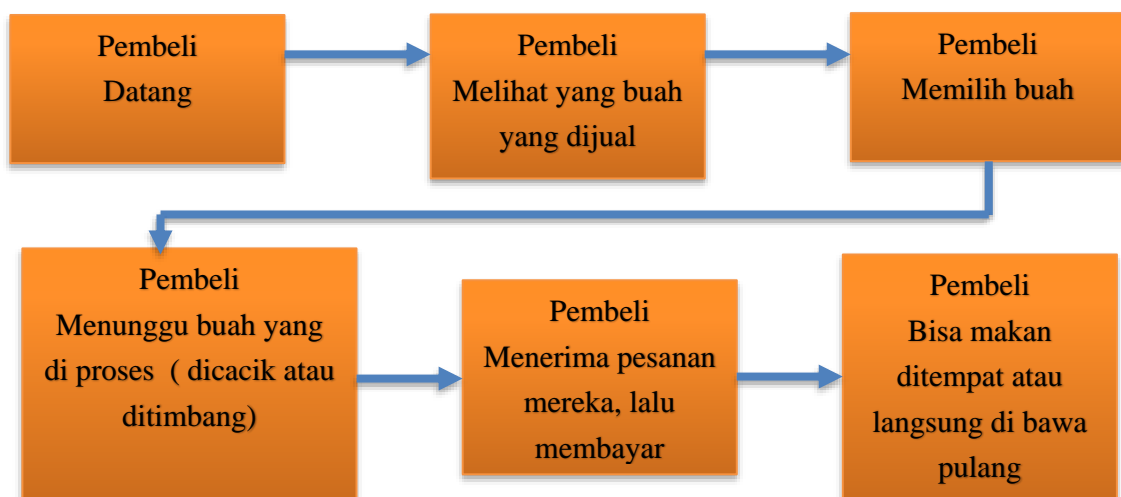 Pembeli
Datang
Pembeli
Melihat yang buah
yang dijual
Pembeli
Memilih buah
Pembeli
Menunggu buah yang
di proses ( dicacik atau
ditimbang)
Pembeli
Menerima pesanan
mereka, lalu
membayar
Pembeli
Bisa makan
ditempat atau
langsung di bawa
pulang